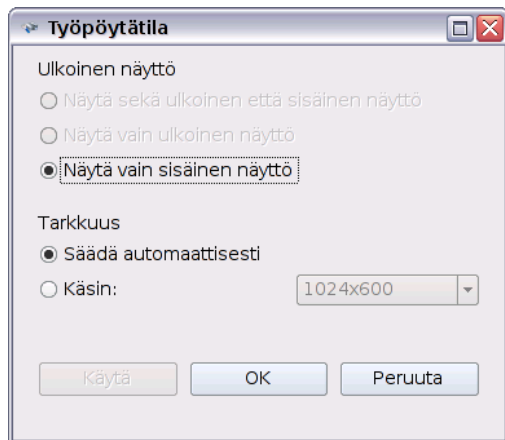 Työpöytätila
Ulkoinen näyttö
Näytä sekä ulkoinen että sisäinen näyttö
Näytä vain ulkoinen näyttö
Näytä vain sisäinen näyttö
Tarkkuus
Säädä automaattisesti
Käsin: 1024x600
Käytä OK Peruuta